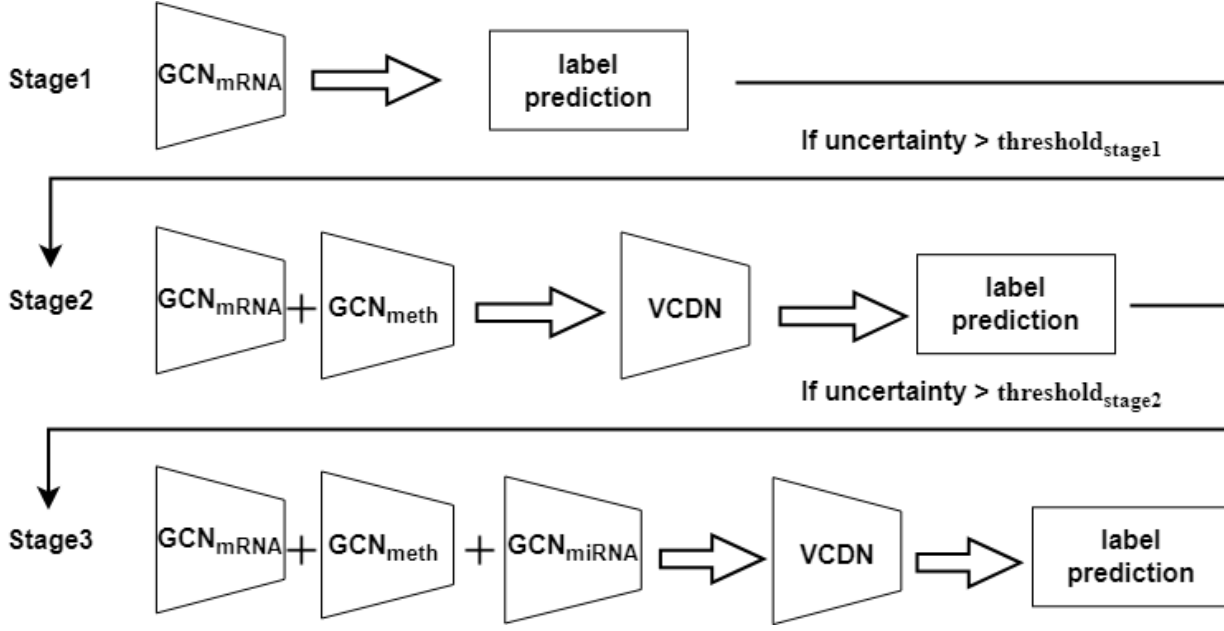 Stage1
GCNmRNA
label
prediction
If uncertainty > thresholdstage1
Stage2
GCNmRNA + GCNmeth
VCDN
label
prediction
If uncertainty > thresholdstage2
Stage3
GCNmRNA + GCNmeth + GCNmiRNA
VCDN
label
prediction